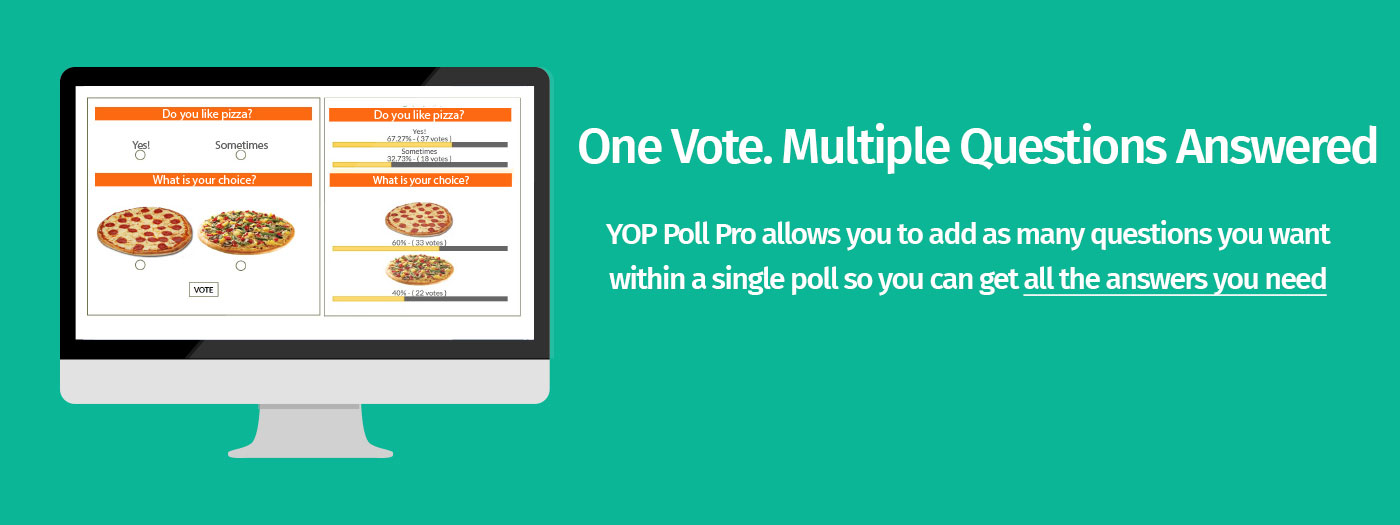 Do you like pizza?
Yes!
Sometimes
What is your choice?
VOTE
Do you like pizza?
Yes!
67.27% - ( 37 votes )
Sometimes
32.73% - ( 18 votes )
What is your choice?
60% - ( 33 votes )
40% - ( 22 votes )
One Vote. Multiple Questions Answered
YOP Poll Pro allows you to add as many questions you want
within a single poll so you can get all the answers you need